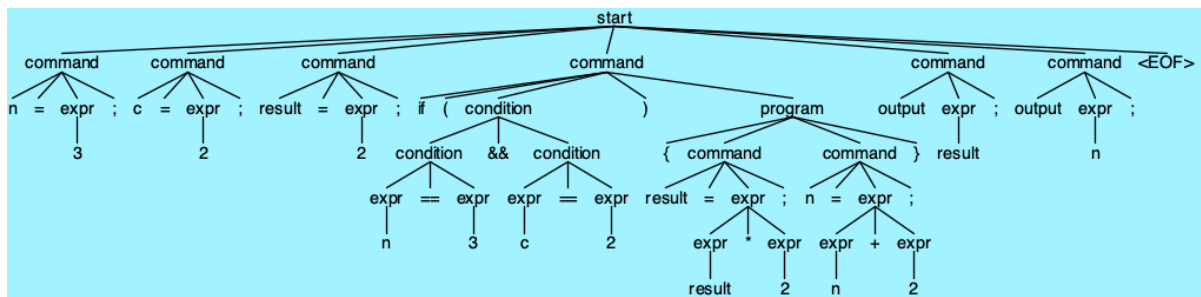 start
command command command command command command <EOF>
n = expr ; c = expr ; result = expr ; if ( condition ) program output expr ; output expr ;
3 2 2 condition && condition { command command } result n
expr == expr expr == expr result = expr ; n = expr ;
n 3 c 2 expr * expr expr + expr
result 2 n 2